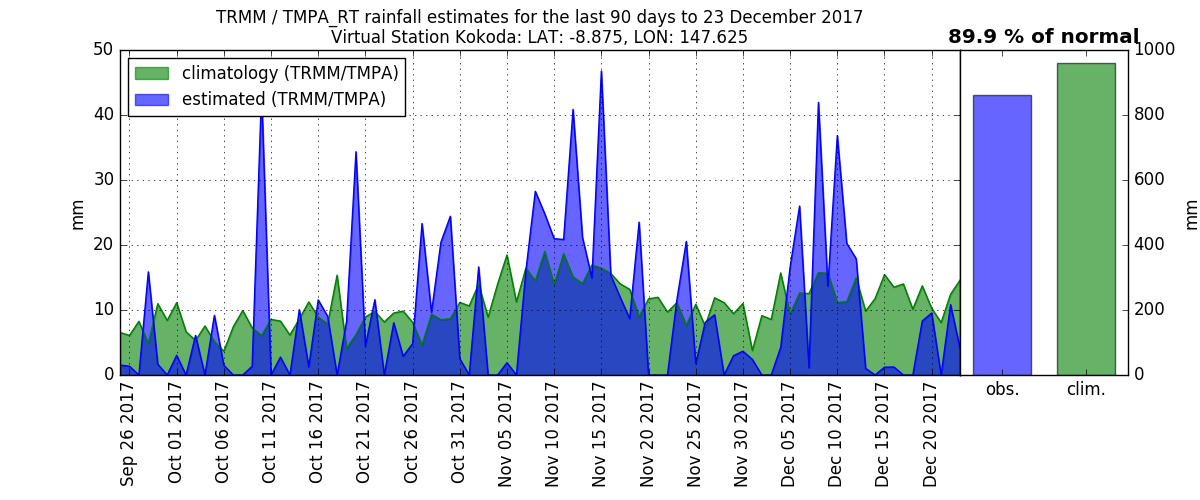 TRMM / TMPA_RT rainfall estimates for the last 90 days to 23 December 2017
Virtual Station Kokoda: LAT: -8.875, LON: 147.625
89.9 % of normal
climatology (TRMM/TMPA)
estimated (TRMM/TMPA)
50
40
30
20
10
0
mm
1000
800
600
400
200
0
mm
Sep 26 2017
Oct 01 2017
Oct 06 2017
Oct 11 2017
Oct 16 2017
Oct 21 2017
Oct 26 2017
Oct 31 2017
Nov 05 2017
Nov 10 2017
Nov 15 2017
Nov 20 2017
Nov 25 2017
Nov 30 2017
Dec 05 2017
Dec 10 2017
Dec 15 2017
Dec 20 2017
obs.
clim.